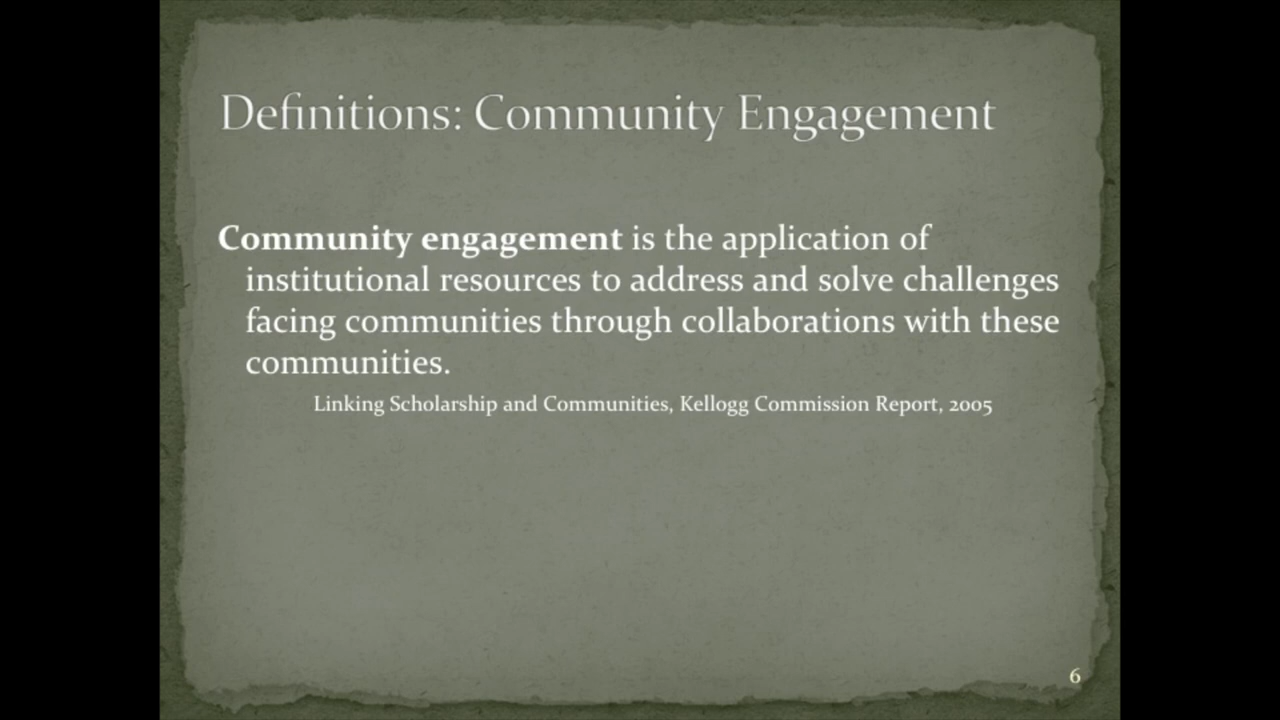 Definitions: Community Engagement
Community engagement is the application of
institutional resources to address and solve challenges
facing communities through collaborations with these
communities.
Linking Scholarship and Communities, Kellogg Commission Report, 2005
6